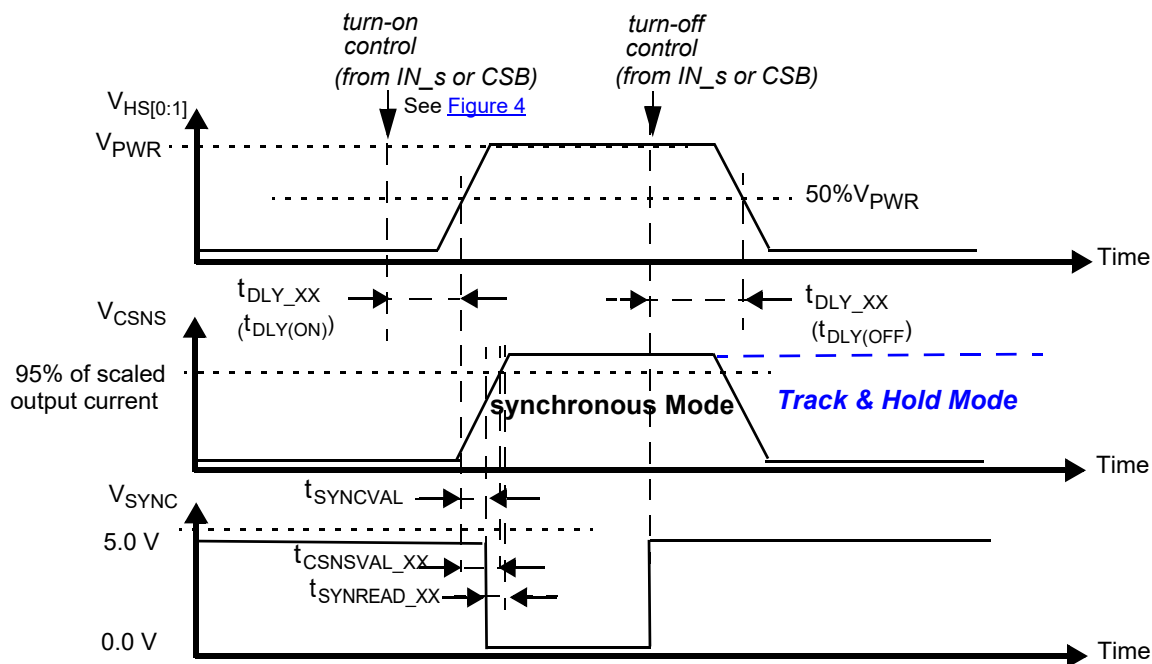 turn-on
control
(from IN_s or CSB)
See Figure 4
turn-off
control
(from IN_s or CSB)
VHS[0:1]
VPWR
50%VPWR
Time
tDLY_XX
(tDLY(ON))
tDLY_XX
(tDLY(OFF)
VCSNS
95% of scaled
output current
synchronous Mode
Track & Hold Mode
Time
tSYNCVAL
VSYNC
5.0 V
tCSNSVAL_XX
tSYNREAD_XX
0.0 V
Time